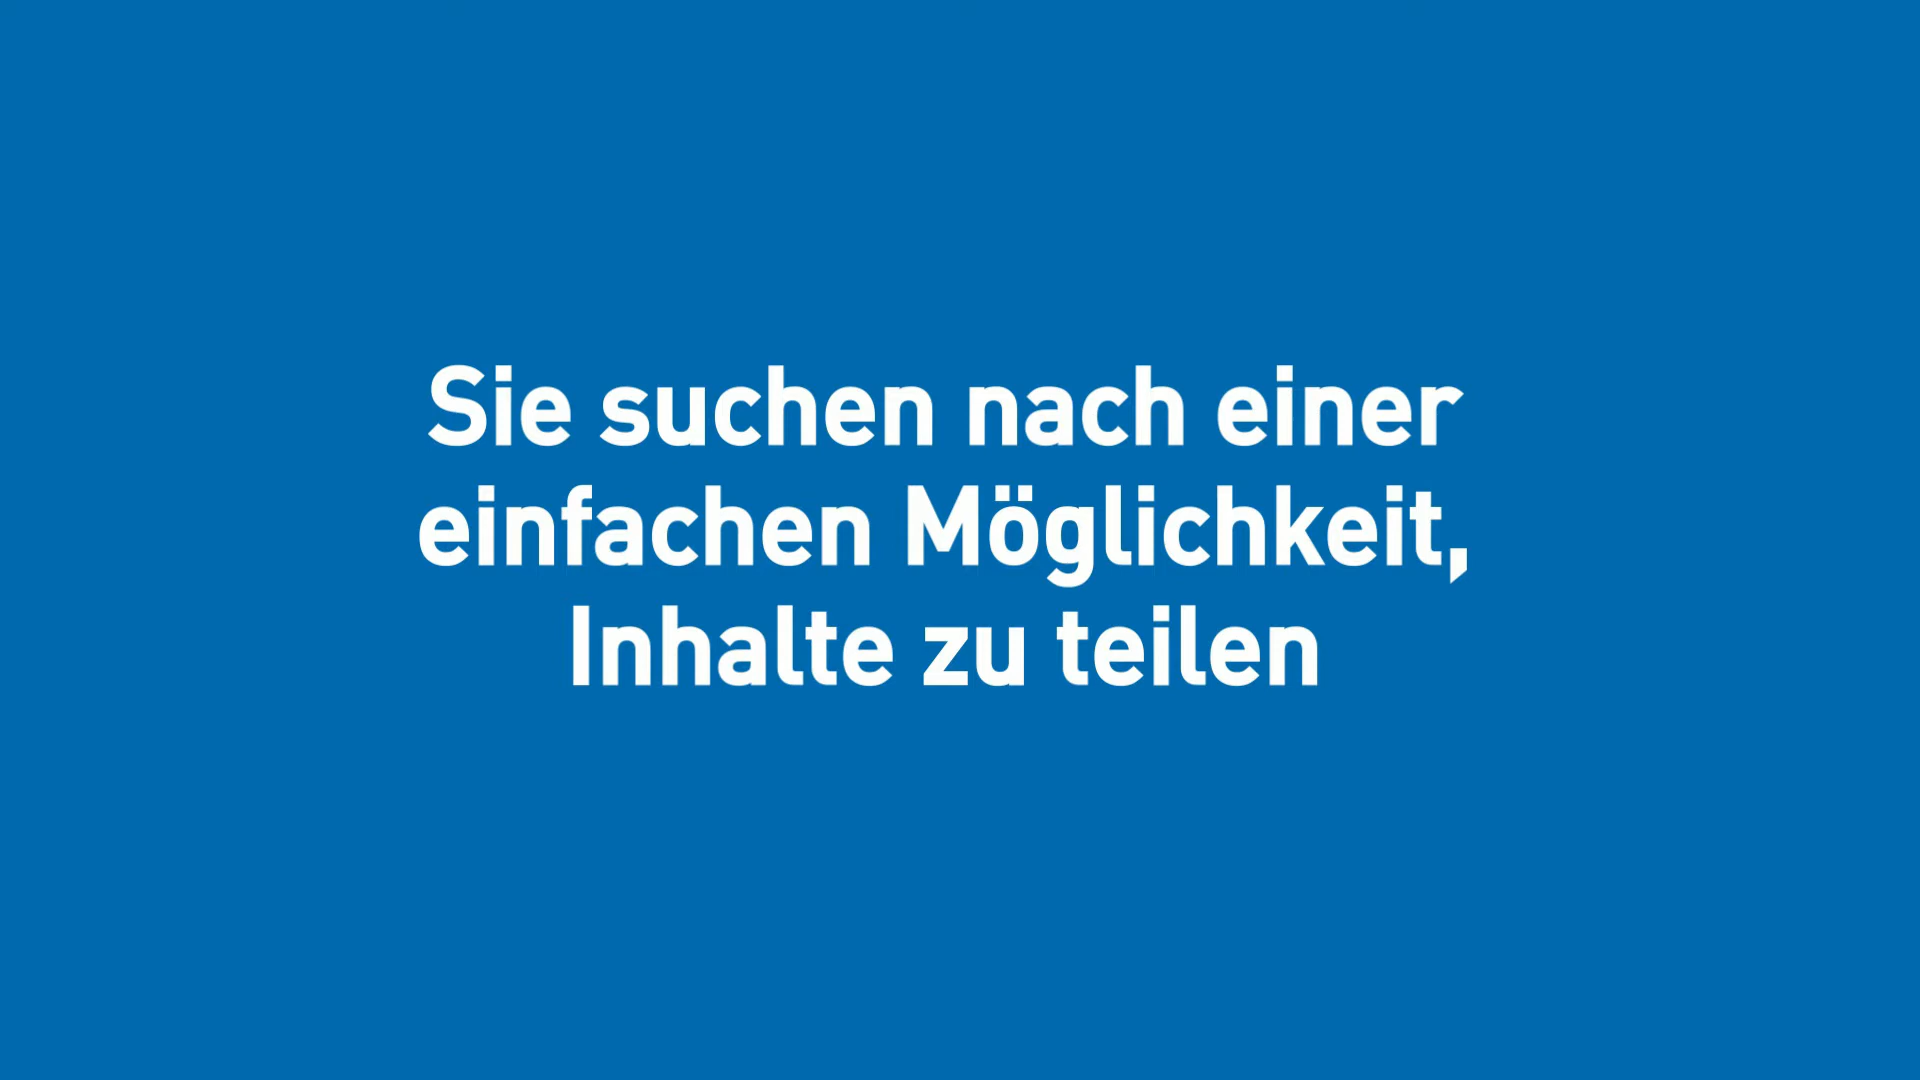 Sie suchen nach einer
einfachen Möglichkeit,
Inhalte zu teilen